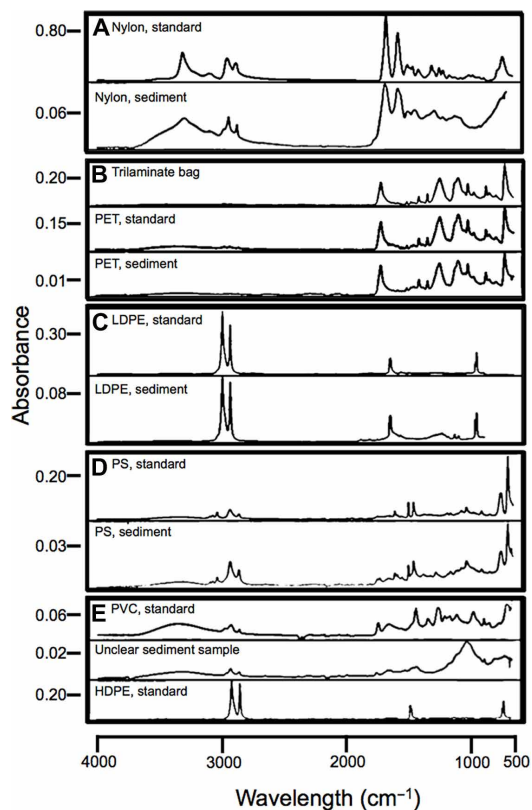 A Nylon, standard
0.80
Nylon, sediment
0.06
B Trilaminate bag
0.20
PET, standard
0.15
PET, sediment
0.01
C LDPE, standard
0.30
LDPE, sediment
0.08
D PS, standard
0.20
PS, sediment
0.03
E PVC, standard
0.06
Unclear sediment sample
0.02
HDPE, standard
0.20
Absorbance
4000 3000 2000 1000 500
Wavelength (cm⁻¹)